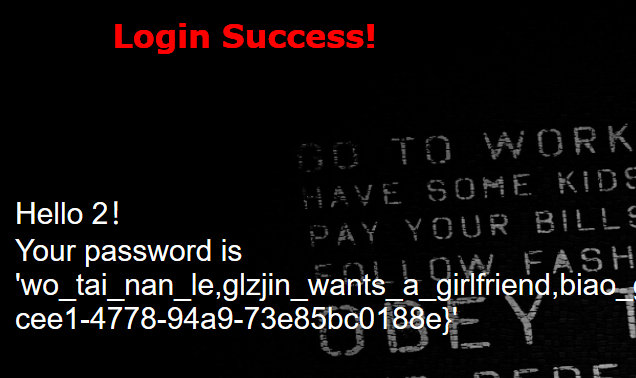 Login Success!
GO TO WORK
HAVE SOME KIDS
PAY YOUR BILLS
FOLLOW FASH
OBEY T
Hello 2!
Your password is
'wo_tai_nan_le,glzjin_wants_a_girlfriend,biao_
cee1-4778-94a9-73e85bc0188e}'